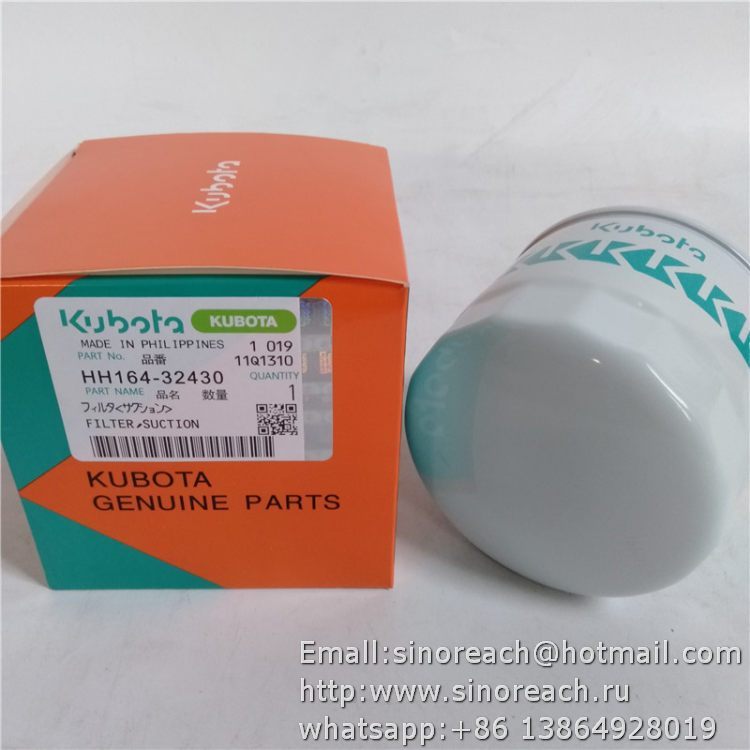 Kubota
Kubota
Kubota KUBOTA
MADE IN PHILIPPINES 1 019
PART No. 品番 11Q1310
HH164-32430 QUANTITY
PART NAME 品名 数量 1
フィルタ<サクション>
FILTER,SUCTION
KUBOTA
GENUINE PARTS
Email:sinoreach@hotmail.com
http:www.sinoreach.ru
whatsapp:+86 13864928019